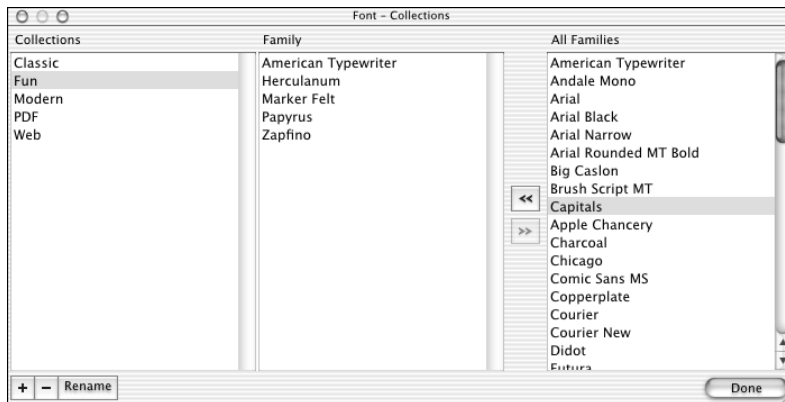 Font – Collections
Collections
Classic
Fun
Modern
PDF
Web
Family
American Typewriter
Herculanum
Marker Felt
Papyrus
Zapfino
<<
>>
All Families
American Typewriter
Andale Mono
Arial
Arial Black
Arial Narrow
Arial Rounded MT Bold
Big Caslon
Brush Script MT
Capitals
Apple Chancery
Charcoal
Chicago
Comic Sans MS
Copperplate
Courier
Courier New
Didot
Futura
+ – Rename
Done